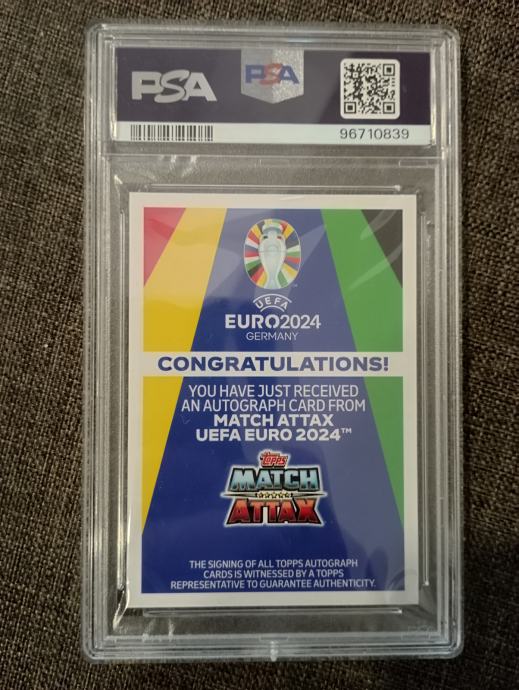 PSA PSA
96710839
UEFA
EURO2024
GERMANY
CONGRATULATIONS!
YOU HAVE JUST RECEIVED
AN AUTOGRAPH CARD FROM
MATCH ATTAX
UEFA EURO 2024™
Topps
MATCH
ATTAX
THE SIGNING OF ALL TOPPS AUTOGRAPH
CARDS IS WITNESSED BY A TOPPS
REPRESENTATIVE TO GUARANTEE AUTHENTICITY.